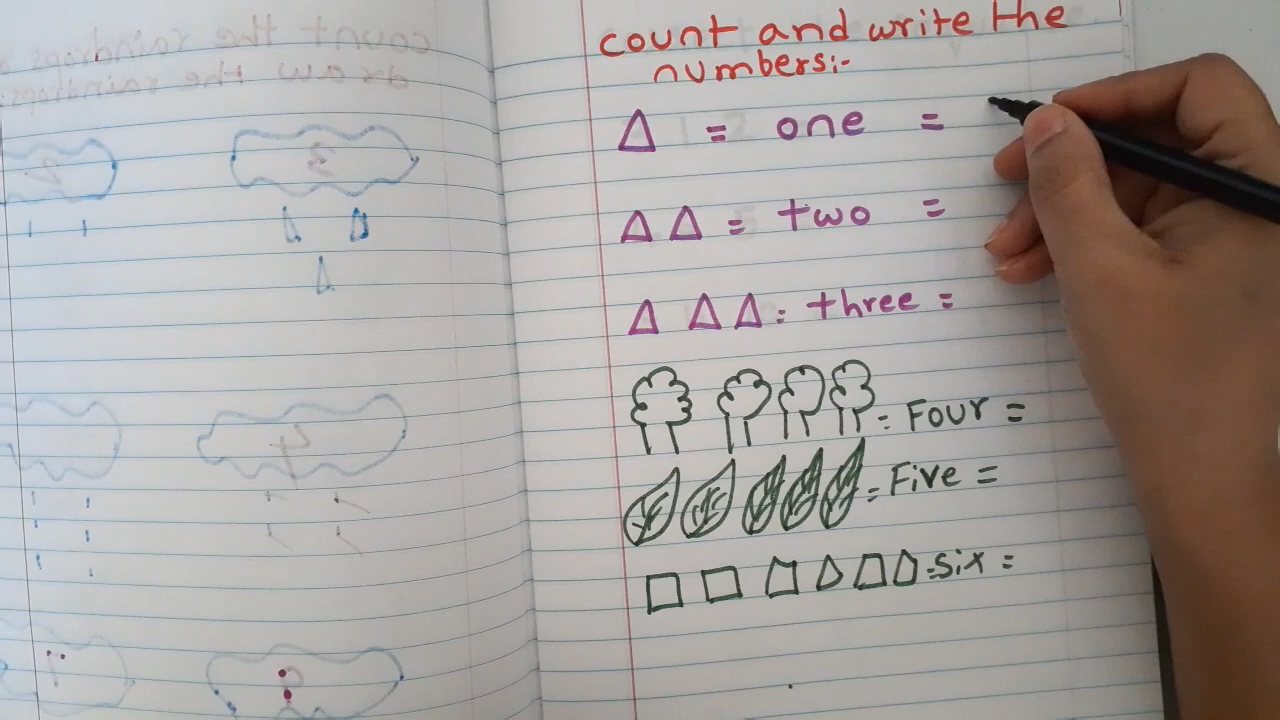 count and write the
numbers:-
= one =
= two =
= three =
= Four =
= Five =
= six =